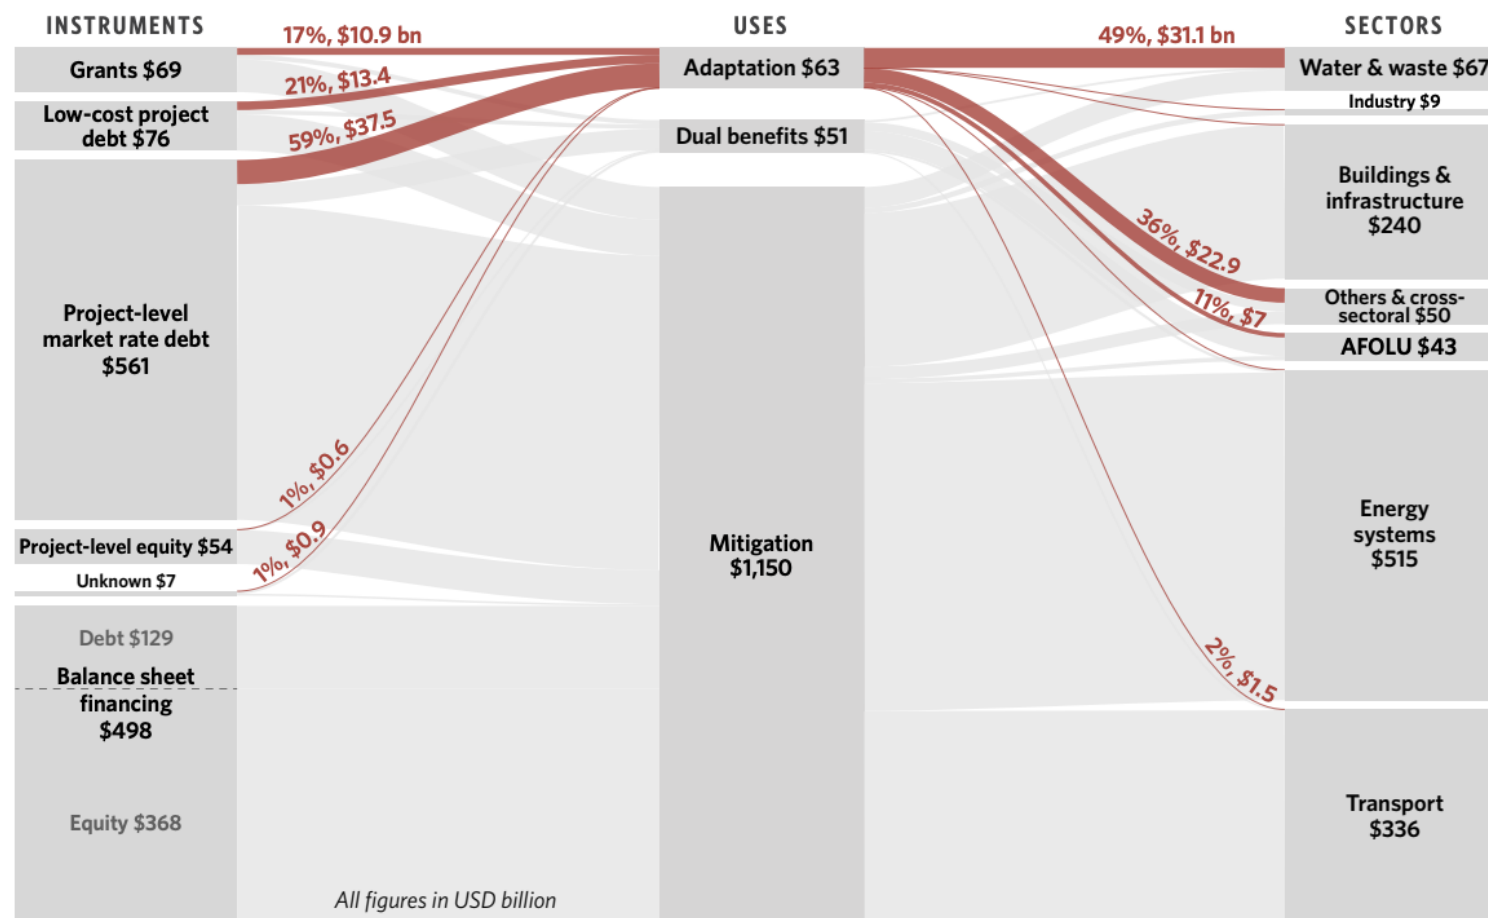 INSTRUMENTS
USES
SECTORS
17%, $10.9 bn
49%, $31.1 bn
Grants $69
Adaptation $63
Water & waste $67
21%, $13.4
Industry $9
Low-cost project
debt $76
59%, $37.5
Dual benefits $51
Buildings &
infrastructure
$240
36%, $22.9
11%, $7
Others & cross-
sectoral $50
AFOLU $43
Project-level
market rate debt
$561
1%, $0.6
Project-level equity $54
1%, $0.9
Unknown $7
Mitigation
$1,150
Energy
systems
$515
Debt $129
Balance sheet
financing
$498
Equity $368
2%, $1.5
Transport
$336
All figures in USD billion